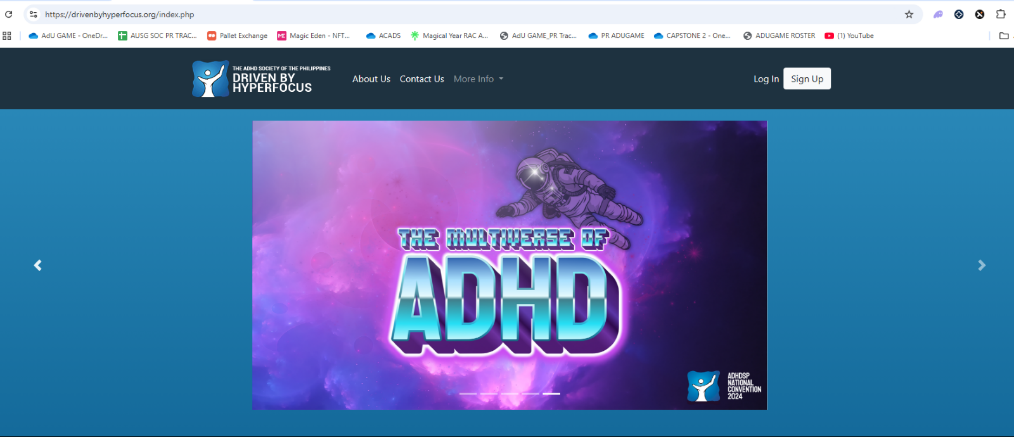 https://drivenbyhyperfocus.org/index.php
AdU GAME - OneDr...
AUSG SOC PR TRAC...
Pallet Exchange
ME
Magic Eden - NFT...
ACADS
Magical Year RAC A...
AdU GAME_PR Trac...
PR ADUGAME
CAPSTONE 2 - One...
ADUGAME ROSTER
(1) YouTube
THE ADHD SOCIETY OF THE PHILIPPINES
DRIVEN BY
HYPERFOCUS
About Us
Contact Us
More Info
Log In
Sign Up
THE MULTIVERSE OF
ADHD
ADHDSP
NATIONAL
CONVENTION
2024